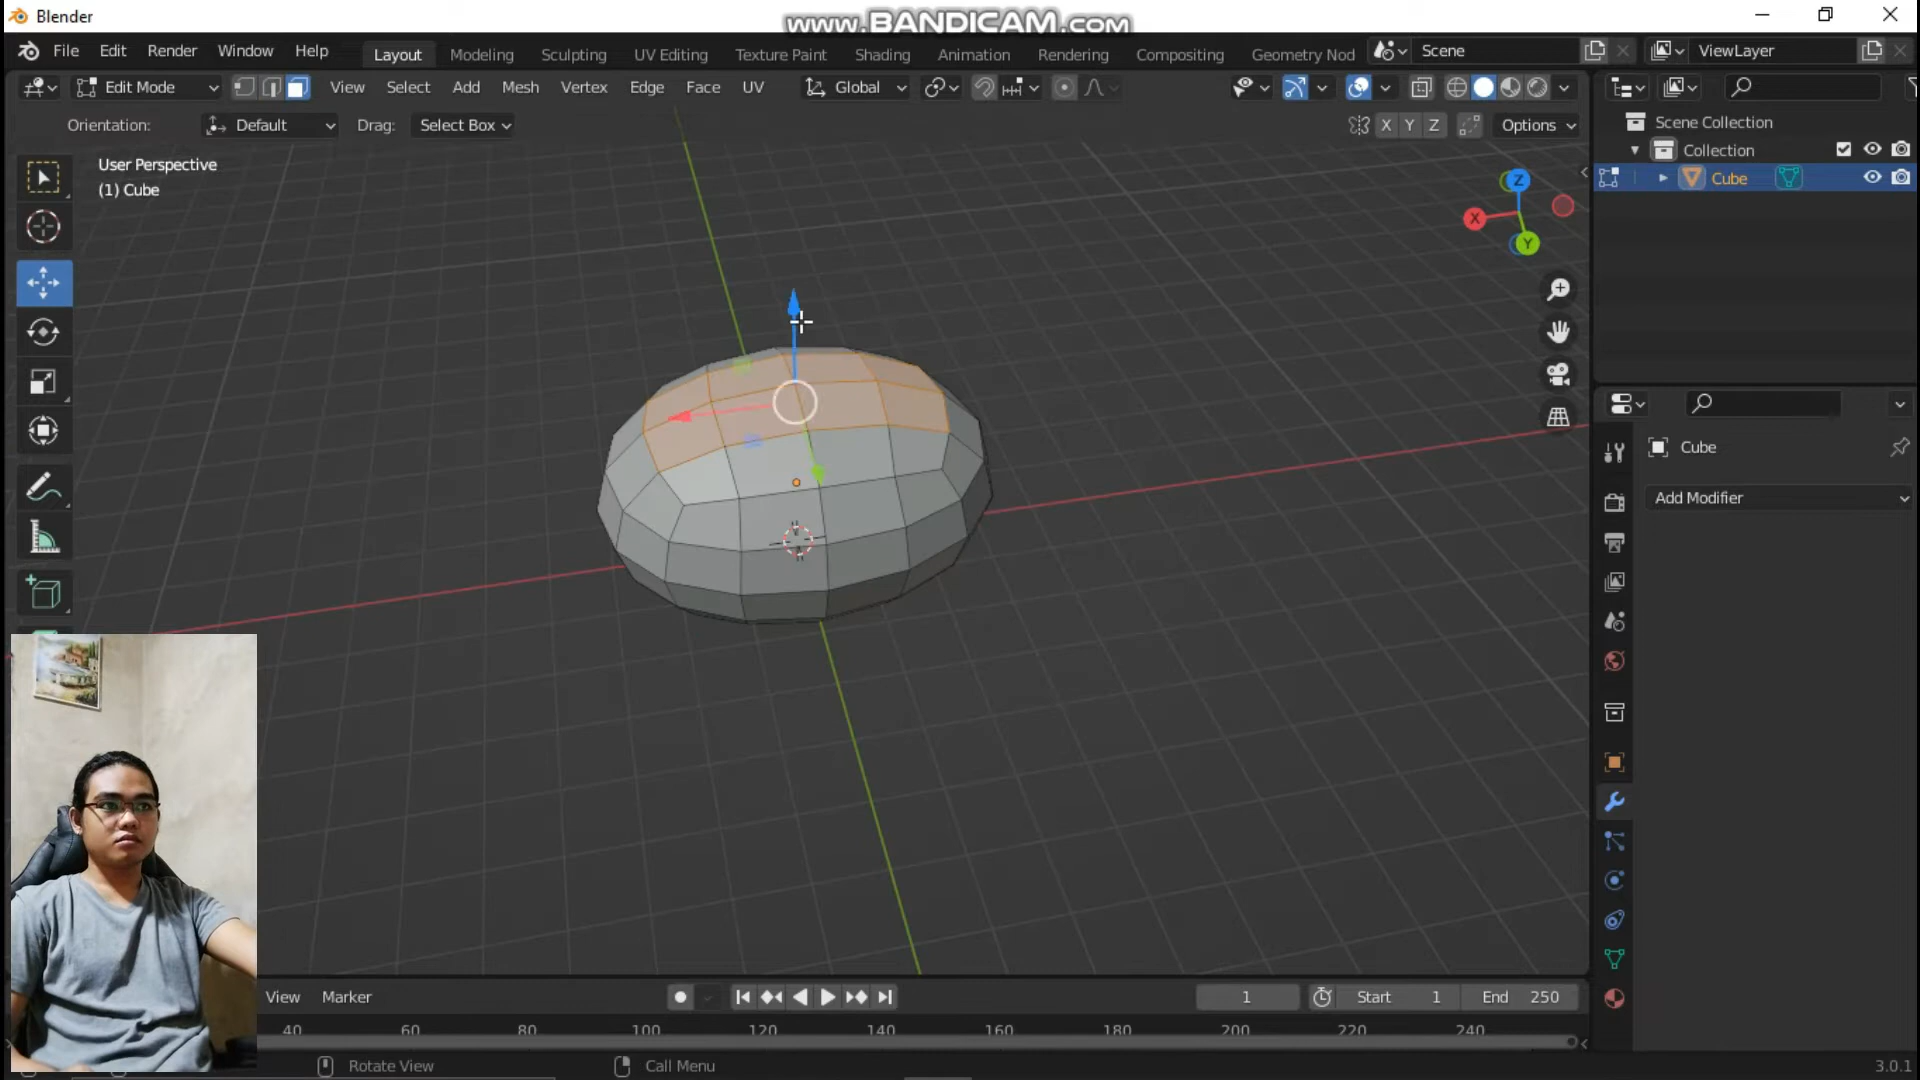 Blender
www.BANDICAM.com
File Edit Render Window Help Layout Modeling Sculpting UV Editing Texture Paint Shading Animation Rendering Compositing Geometry Nod Scene ViewLayer
Edit Mode View Select Add Mesh Vertex Edge Face UV Global
Orientation: Default Drag: Select Box X Y Z Options
Scene Collection
Collection
Cube
User Perspective
(1) Cube
Z
X
Y
Cube
Add Modifier
View Marker 1 Start 1 End 250
40 60 80 100 120 140 160 180 200 220 240
Rotate View Call Menu 3.0.1